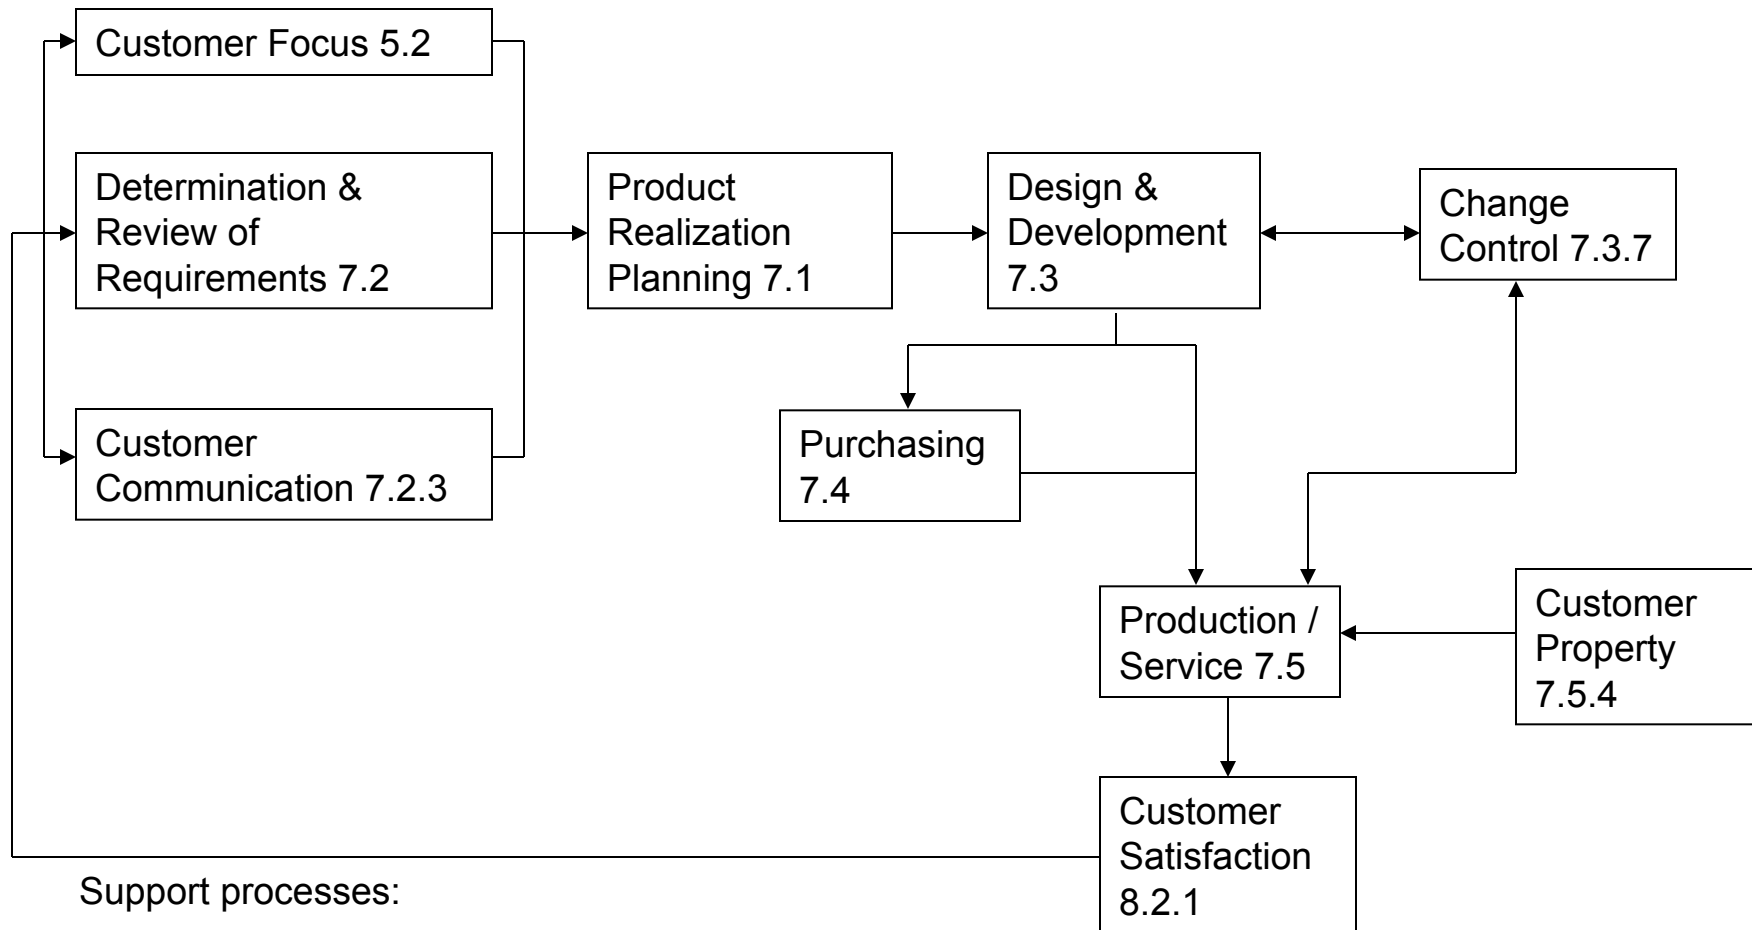 Customer Focus 5.2
Determination &
Review of
Requirements 7.2
Product
Realization
Planning 7.1
Design &
Development
7.3
Change
Control 7.3.7
Customer
Communication 7.2.3
Purchasing
7.4
Production /
Service 7.5
Customer
Property
7.5.4
Customer
Satisfaction
8.2.1
Support processes: